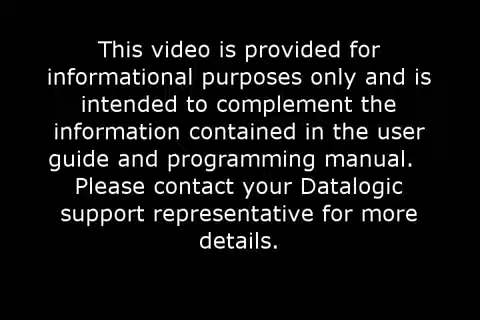 This video is provided for
informational purposes only and is
intended to complement the
information contained in the user
guide and programming manual.
Please contact your Datalogic
support representative for more
details.